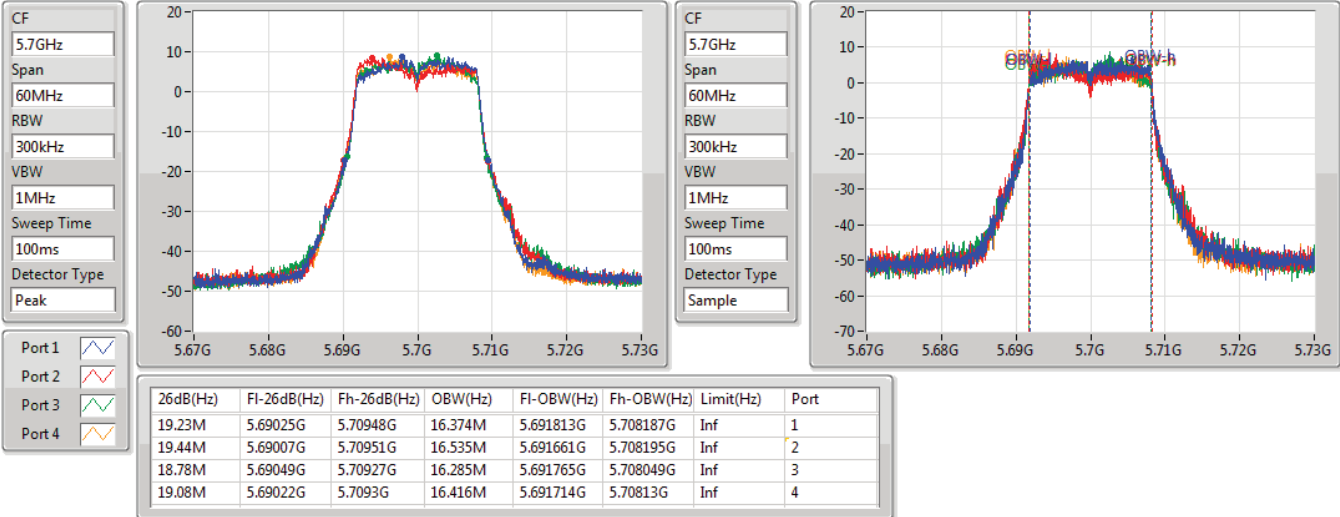 CF
5.7GHz
Span
60MHz
RBW
300kHz
VBW
1MHz
Sweep Time
100ms
Detector Type
Peak
20
10
0
-10
-20
-30
-40
-50
-60
5.67G 5.68G 5.69G 5.7G 5.71G 5.72G 5.73G
CF
5.7GHz
Span
60MHz
RBW
300kHz
VBW
1MHz
Sweep Time
100ms
Detector Type
Sample
20
10
0
-10
-20
-30
-40
-50
-60
-70
OBW-h
5.67G 5.68G 5.69G 5.7G 5.71G 5.72G 5.73G
Port 1
Port 2
Port 3
Port 4
26dB(Hz) Fl-26dB(Hz) Fh-26dB(Hz) OBW(Hz) Fl-OBW(Hz) Fh-OBW(Hz) Limit(Hz) Port
19.23M 5.69025G 5.70948G 16.374M 5.691813G 5.708187G Inf 1
19.44M 5.69007G 5.70951G 16.535M 5.691661G 5.708195G Inf 2
18.78M 5.69049G 5.70927G 16.285M 5.691765G 5.708049G Inf 3
19.08M 5.69022G 5.7093G 16.416M 5.691714G 5.70813G Inf 4